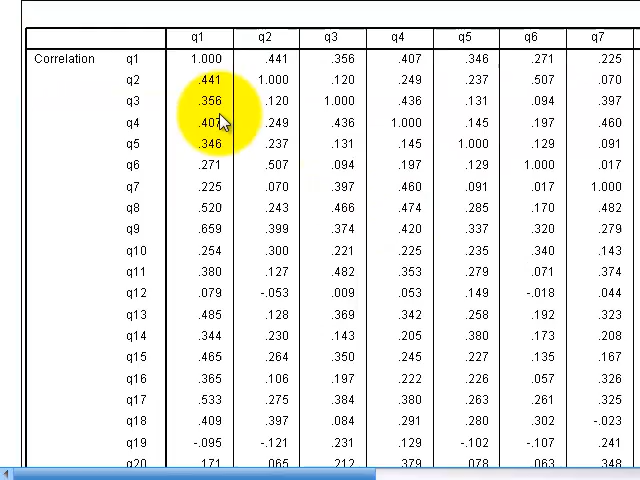 q1 q2 q3 q4 q5 q6 q7
Correlation q1 1.000 .441 .356 .407 .346 .271 .225
q2 .441 1.000 .120 .249 .237 .507 .070
q3 .356 .120 1.000 .436 .131 .094 .397
q4 .407 .249 .436 1.000 .145 .197 .460
q5 .346 .237 .131 .145 1.000 .129 .091
q6 .271 .507 .094 .197 .129 1.000 .017
q7 .225 .070 .397 .460 .091 .017 1.000
q8 .520 .243 .466 .474 .285 .170 .482
q9 .659 .399 .374 .420 .337 .320 .279
q10 .254 .300 .221 .225 .235 .340 .143
q11 .380 .127 .482 .353 .279 .071 .374
q12 .079 -.053 .009 .053 .149 -.018 .044
q13 .485 .128 .369 .342 .258 .192 .323
q14 .344 .230 .143 .205 .380 .173 .208
q15 .465 .264 .350 .245 .227 .135 .167
q16 .365 .106 .197 .222 .226 .057 .326
q17 .533 .275 .384 .380 .263 .261 .325
q18 .409 .397 .084 .291 .280 .302 -.023
q19 -.095 -.121 .231 .129 -.102 -.107 .241
q20 .171 .065 .212 .379 .078 .063 .348